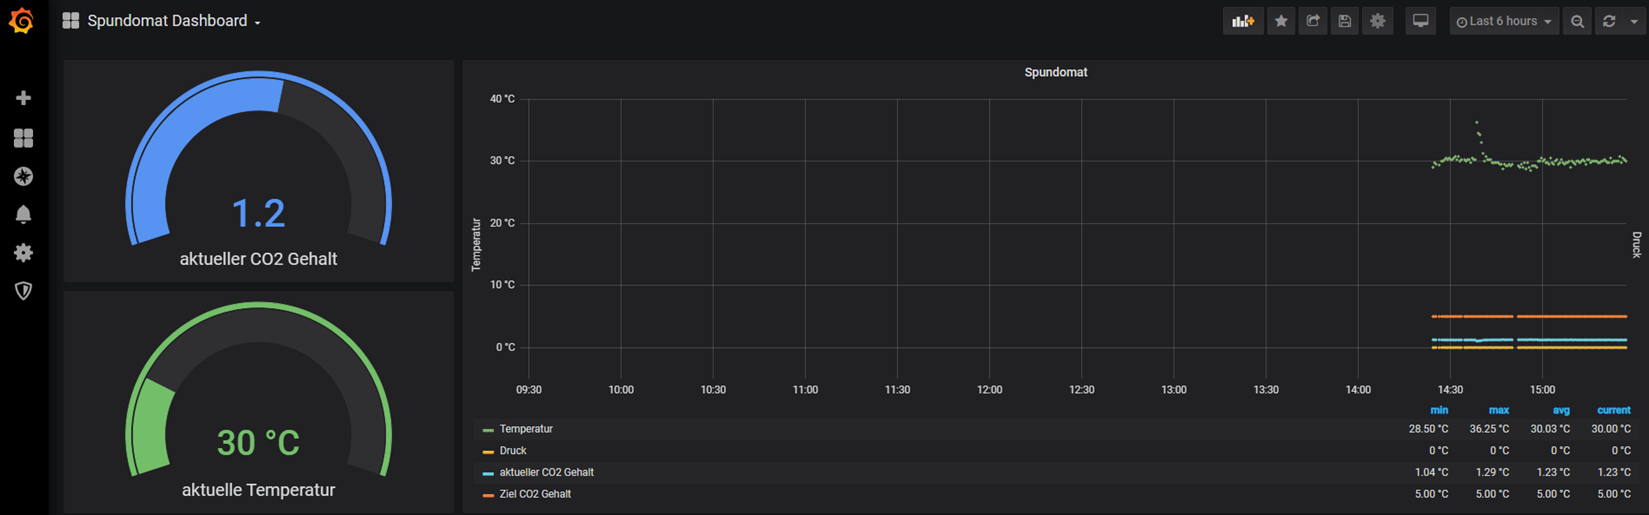 Spundomat Dashboard
Last 6 hours
1.2
aktueller CO2 Gehalt
30 °C
aktuelle Temperatur
Spundomat
40 °C
30 °C
20 °C
10 °C
0 °C
Temperatur
Druck
09:30 10:00 10:30 11:00 11:30 12:00 12:30 13:00 13:30 14:00 14:30 15:00
min max avg current
Temperatur 28.50 °C 36.25 °C 30.03 °C 30.00 °C
Druck 0 °C 0 °C 0 °C 0 °C
aktueller CO2 Gehalt 1.04 °C 1.29 °C 1.23 °C 1.23 °C
Ziel CO2 Gehalt 5.00 °C 5.00 °C 5.00 °C 5.00 °C